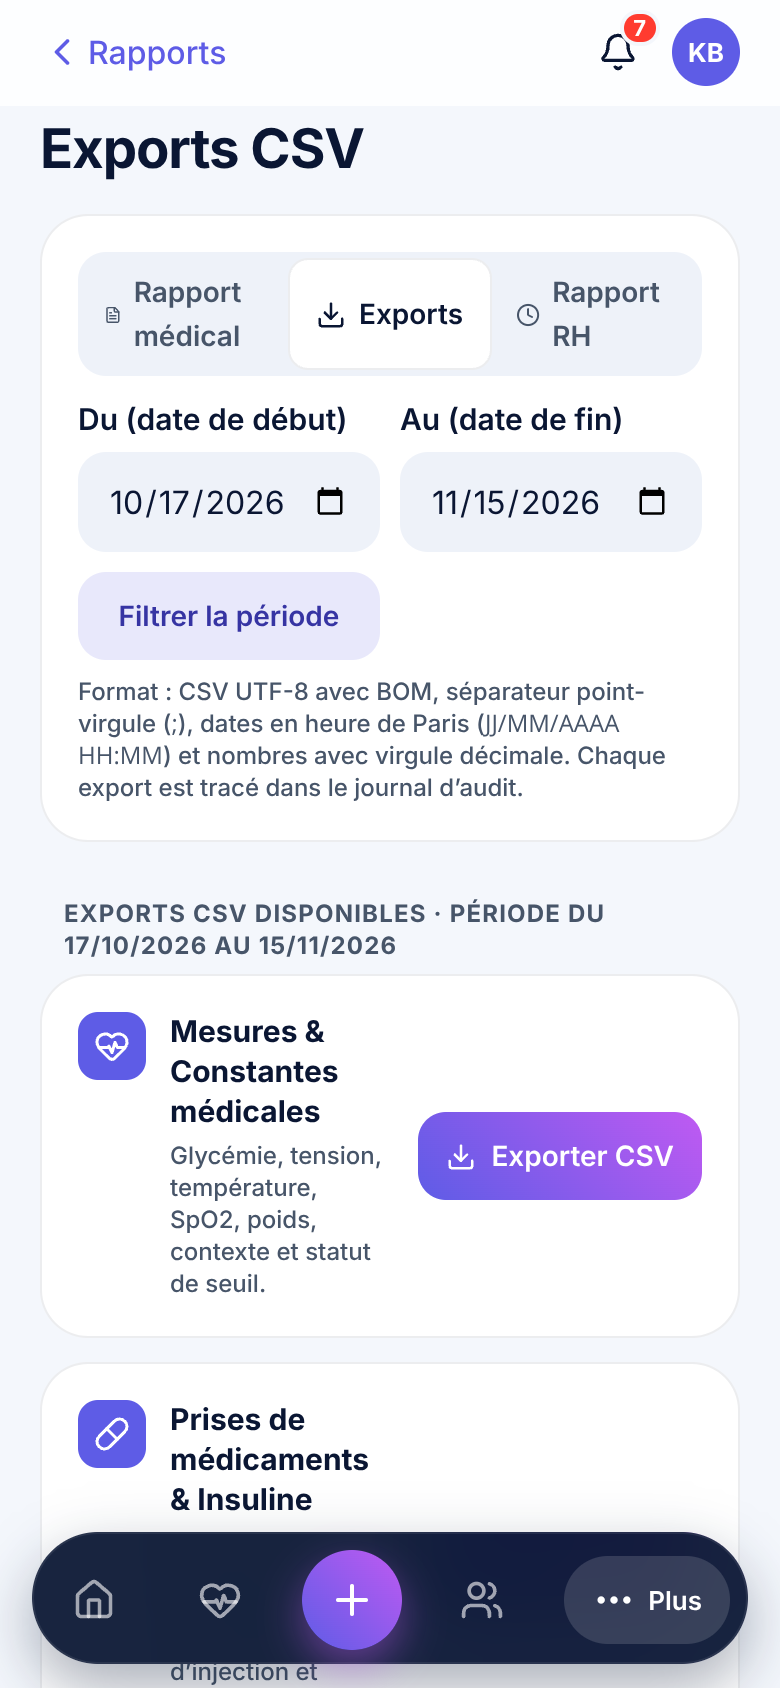 Rapports
7
KB
Exports CSV
Rapport
médical
Exports
Rapport
RH
Du (date de début)
Au (date de fin)
10/17/2026
11/15/2026
Filtrer la période
Format : CSV UTF-8 avec BOM, séparateur point-
virgule (;), dates en heure de Paris (JJ/MM/AAAA
HH:MM) et nombres avec virgule décimale. Chaque
export est tracé dans le journal d’audit.
EXPORTS CSV DISPONIBLES · PÉRIODE DU
17/10/2026 AU 15/11/2026
Mesures &
Constantes
médicales
Glycémie, tension,
température,
SpO2, poids,
contexte et statut
de seuil.
Exporter CSV
Prises de
médicaments
& Insuline
Plus
d’injection et